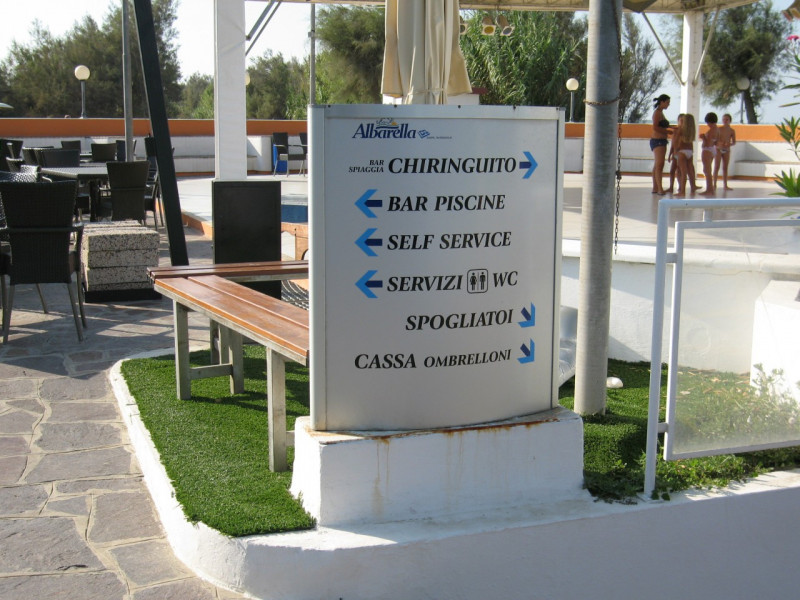 Albarella
BAR
SPIAGGIA CHIRINGUITO
BAR PISCINE
SELF SERVICE
SERVIZI WC
SPOGLIATOI
CASSA OMBRELLONI